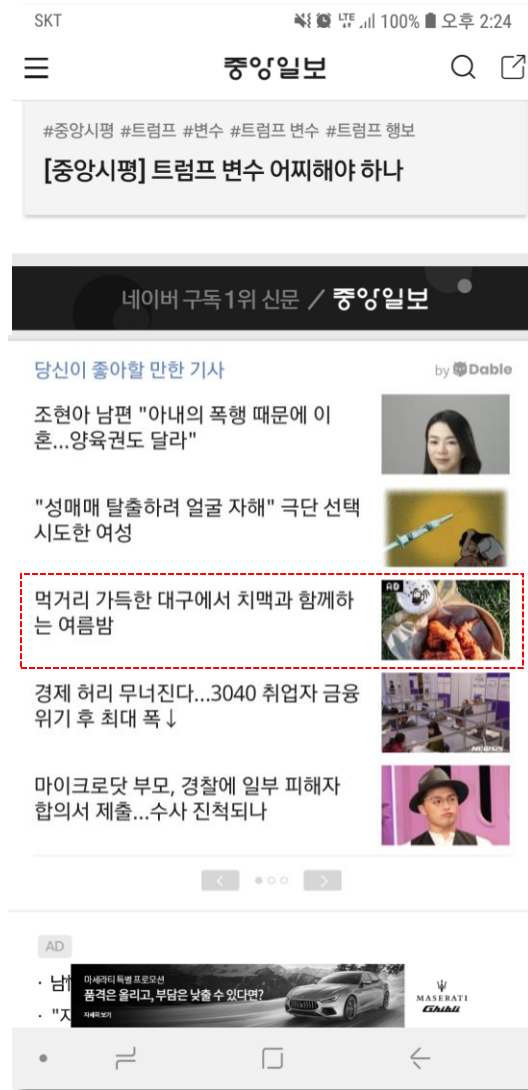 SKT
LTE 100% 오후 2:24
중앙일보
#중앙시평 #트럼프 #변수 #트럼프 변수 #트럼프 행보
[중앙시평] 트럼프 변수 어찌해야 하나
네이버 구독 1위 신문 / 중앙일보
당신이 좋아할 만한 기사
by Dable
조현아 남편 "아내의 폭행 때문에 이
혼...양육권도 달라"
"성매매 탈출하려 얼굴 자해" 극단 선택
시도한 여성
먹거리 가득한 대구에서 치맥과 함께하
는 여름밤
AD
경제 허리 무너진다...3040 취업자 금융
위기 후 최대 폭↓
NEWSIS
마이크로닷 부모, 경찰에 일부 피해자
합의서 제출...수사 진척되나
AD
마세라티 특별 프로모션
품격은 올리고, 부담은 낮출 수 있다면?
자세히 보기
MASERATI
Ghibli